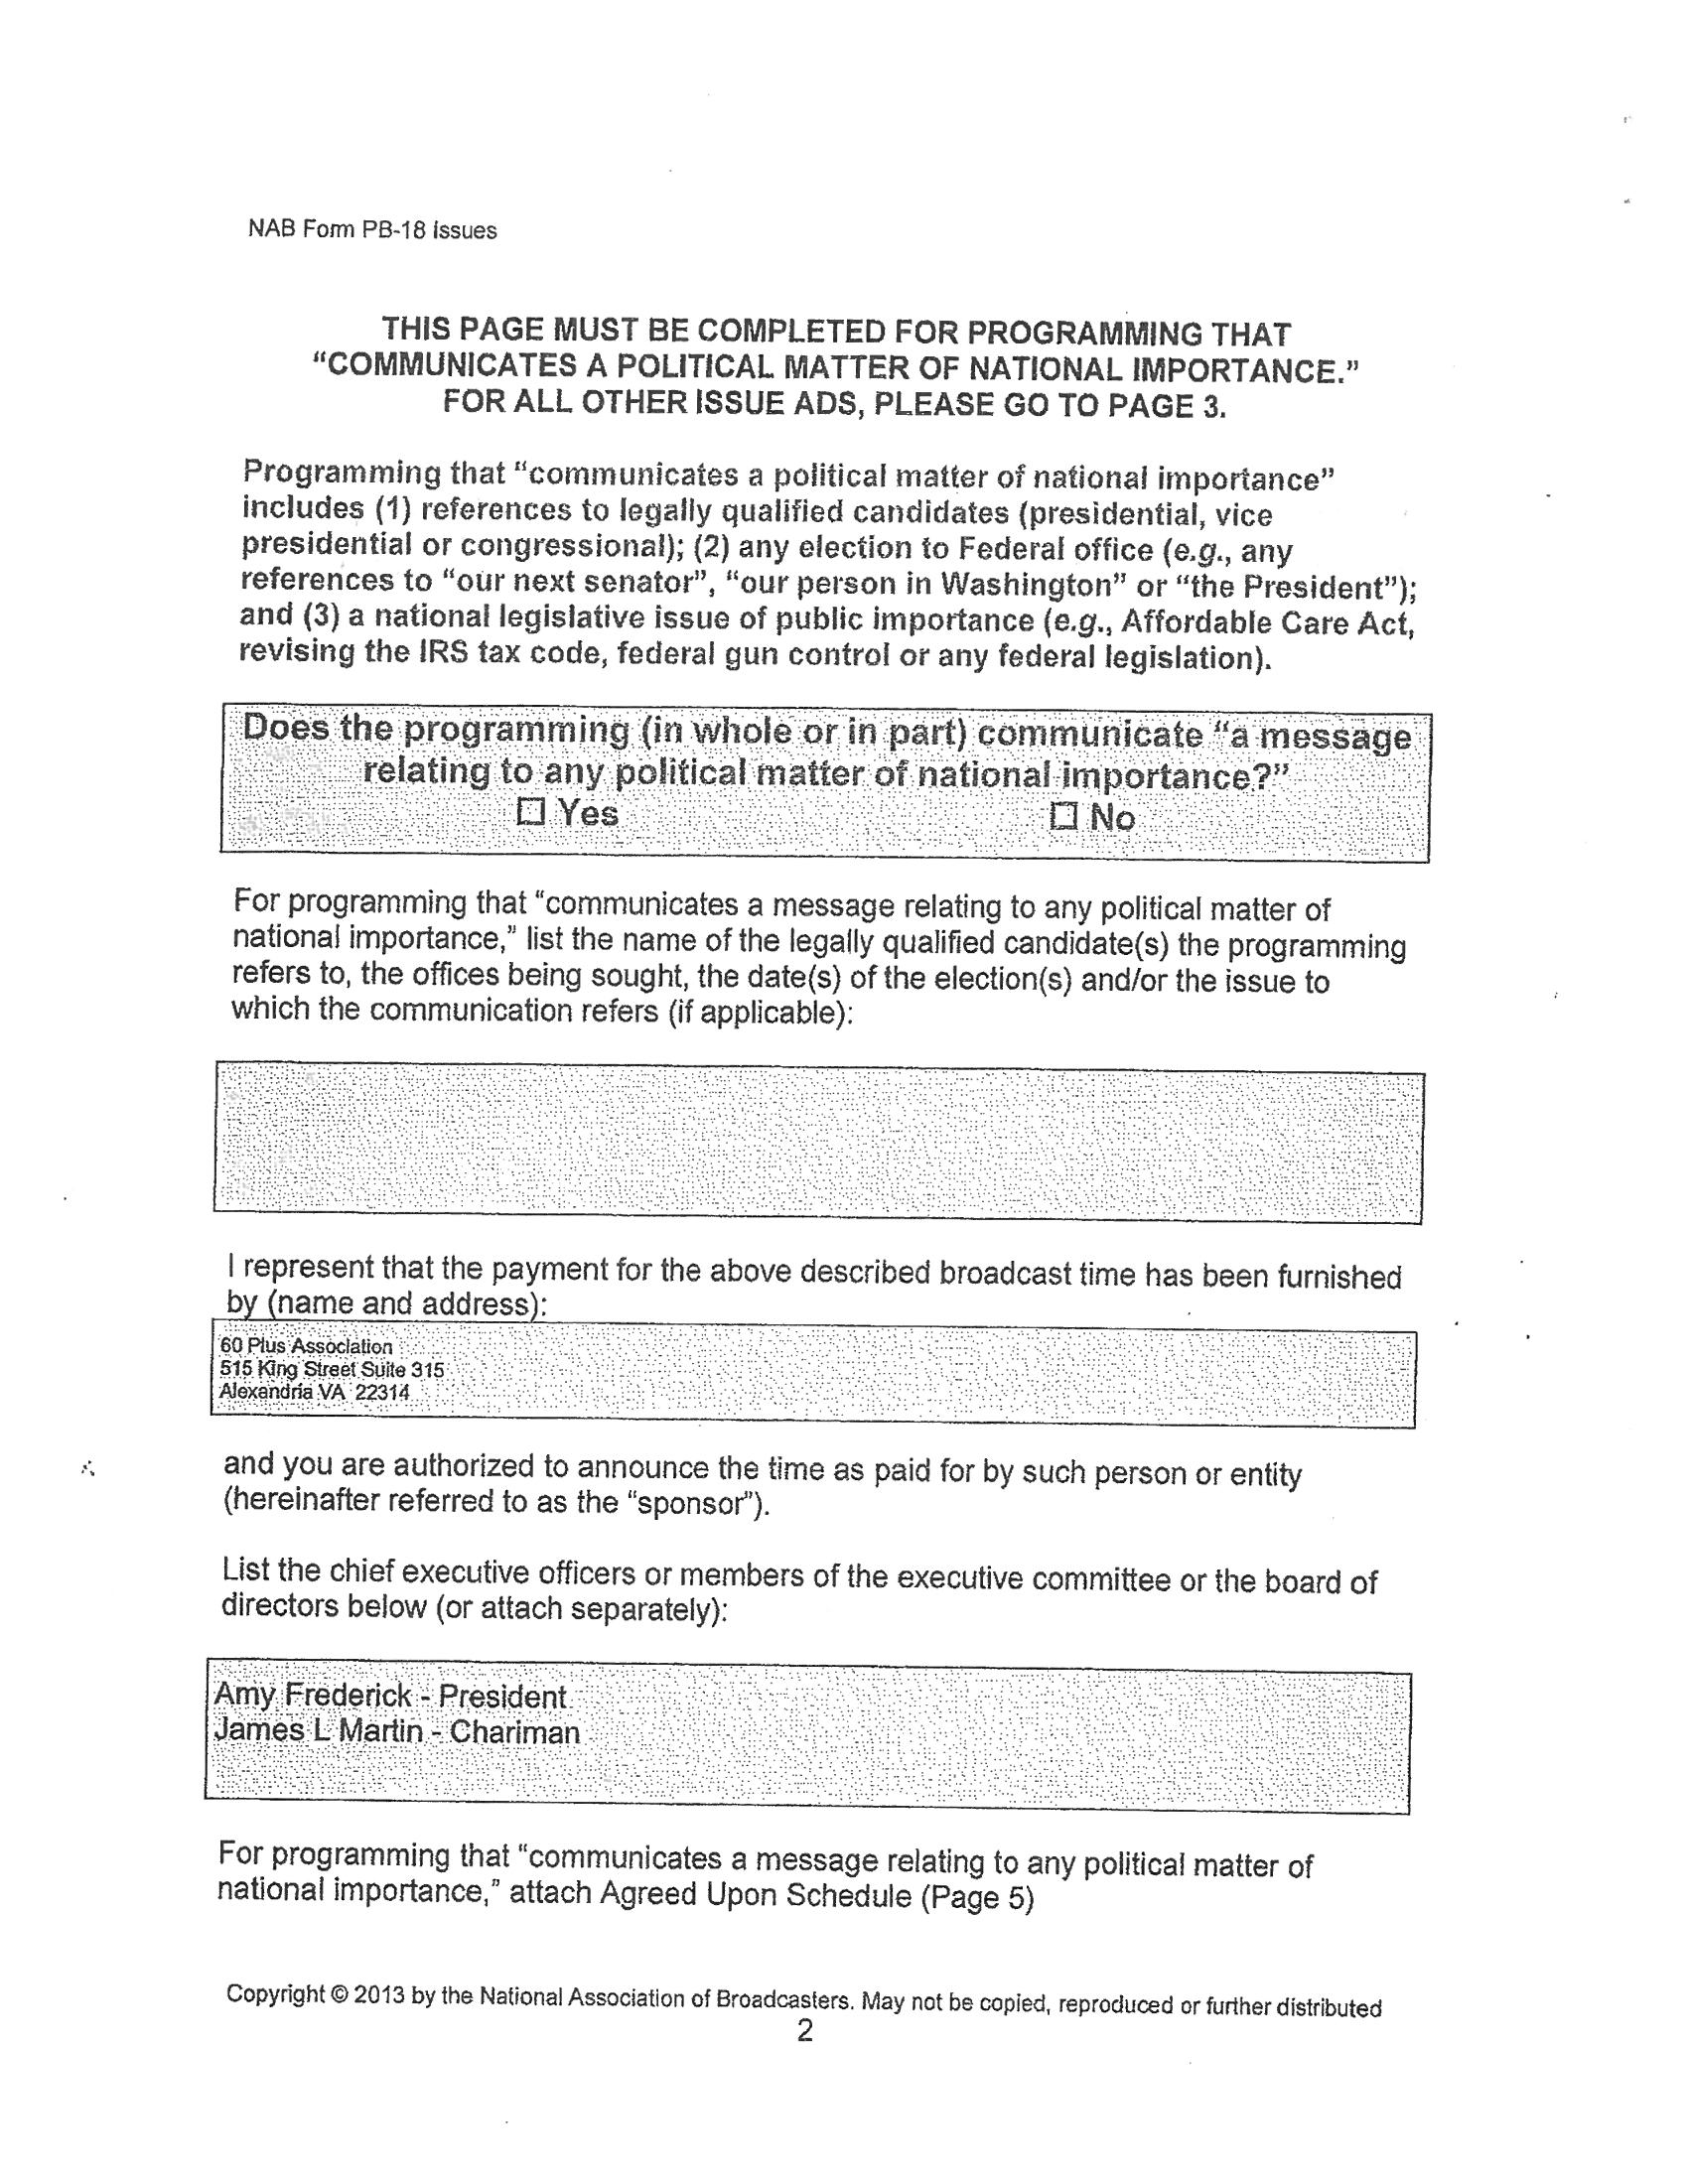 NAB Form PB-18 Issues
THIS PAGE MUST BE COMPLETED FOR PROGRAMMING THAT
“COMMUNICATES A POLITICAL MATTER OF NATIONAL IMPORTANCE.”
FOR ALL OTHER ISSUE ADS, PLEASE GO TO PAGE 3.
Programming that “communicates a political matter of national importance”
includes (1) references to legally qualified candidates (presidential, vice
presidential or congressional); (2) any election to Federal office (e.g., any
references to “our next senator”, “our person in Washington” or “the President”);
and (3) a national legislative issue of public importance (e.g., Affordable Care Act,
revising the IRS tax code, federal gun control or any federal legislation).
Does the programming (in whole or in part) communicate “a message
relating to any political matter of national importance?”
☐ Yes ☐ No
For programming that “communicates a message relating to any political matter of
national importance,” list the name of the legally qualified candidate(s) the programming
refers to, the offices being sought, the date(s) of the election(s) and/or the issue to
which the communication refers (if applicable):
I represent that the payment for the above described broadcast time has been furnished
by (name and address):
60 Plus Association
515 King Street Suite 315
Alexandria VA 22314
and you are authorized to announce the time as paid for by such person or entity
(hereinafter referred to as the “sponsor”).
List the chief executive officers or members of the executive committee or the board of
directors below (or attach separately):
Amy Frederick - President
James L Martin - Chariman
For programming that “communicates a message relating to any political matter of
national importance,” attach Agreed Upon Schedule (Page 5)
Copyright © 2013 by the National Association of Broadcasters. May not be copied, reproduced or further distributed
2